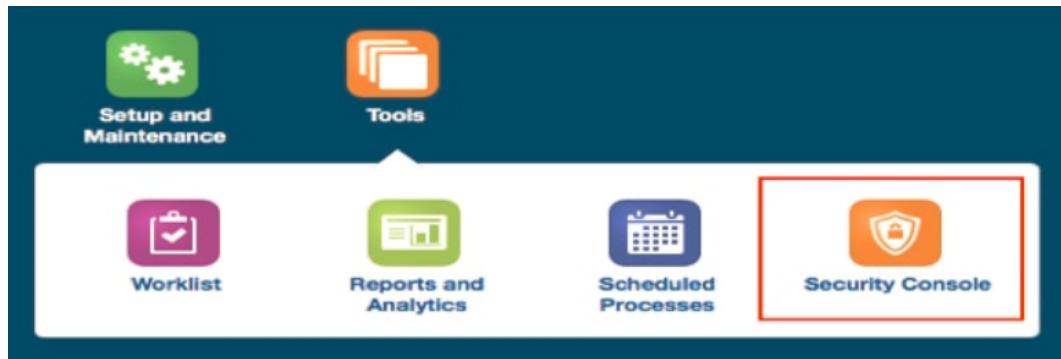 Setup and
Maintenance
Tools
Worklist
Reports and
Analytics
Scheduled
Processes
Security Console